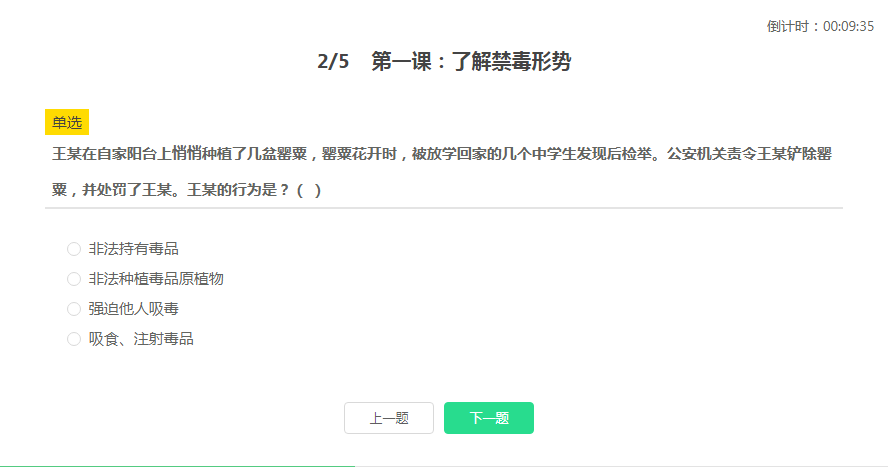 倒计时：00:09:35
2/5 第一课：了解禁毒形势
单选
王某在自家阳台上悄悄种植了几盆罂粟，罂粟花开时，被放学回家的几个中学生发现后检举。公安机关责令王某铲除罂
粟，并处罚了王某。王某的行为是？（ ）
非法持有毒品
非法种植毒品原植物
强迫他人吸毒
吸食、注射毒品
上一题 下一题